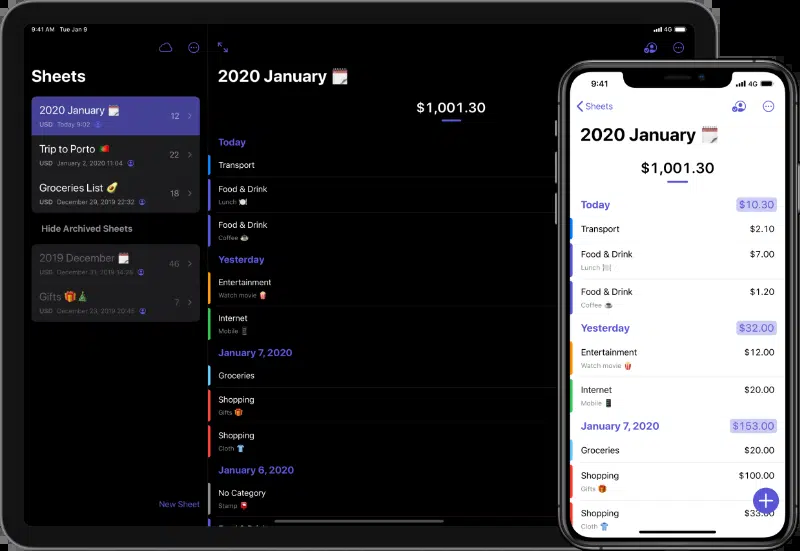 9:41 AM Tue Jan 9
4G
Sheets
2020 January 🗓
12
USD Today 9:02
Trip to Porto 🇵🇹
22
USD January 2, 2020 11:04
Groceries List 🥑
18
USD December 29, 2019 22:32
Hide Archived Sheets
2019 December 🗓
46
USD December 31, 2019 14:26
Gifts 🎁🎄
7
USD December 23, 2019 20:45
New Sheet
2020 January 🗓
$1,001.30
Today
Transport
Food & Drink
Lunch 🍽
Food & Drink
Coffee ☕
Yesterday
Entertainment
Watch movie 🍿
Internet
Mobile 📱
January 7, 2020
Groceries
Shopping
Gifts 🎁
Shopping
Cloth 👕
January 6, 2020
No Category
Stamp 📮
9:41
4G
Sheets
2020 January 🗓
$1,001.30
Today $10.30
Transport $2.10
Food & Drink $7.00
Lunch 🍽
Food & Drink $1.20
Coffee ☕
Yesterday $32.00
Entertainment $12.00
Watch movie 🍿
Internet $20.00
Mobile 📱
January 7, 2020 $153.00
Groceries $20.00
Shopping $100.00
Gifts 🎁
Shopping $33.00
Cloth 👕